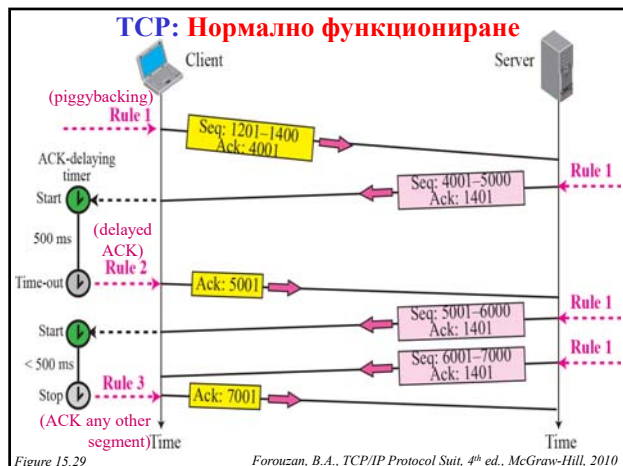 TCP: Нормално функциониране
Client
Server
(piggybacking)
Rule 1
Seq: 1201–1400
Ack: 4001
ACK-delaying
timer
Start
Seq: 4001–5000
Ack: 1401
Rule 1
500 ms
(delayed
ACK)
Time-out
Rule 2
Ack: 5001
Seq: 5001–6000
Ack: 1401
Rule 1
Start
< 500 ms
Seq: 6001–7000
Ack: 1401
Rule 1
Stop
Rule 3
Ack: 7001
(ACK any other
segment)
Time
Time
Figure 15.29
Forouzan, B.A., TCP/IP Protocol Suit, 4th ed., McGraw-Hill, 2010